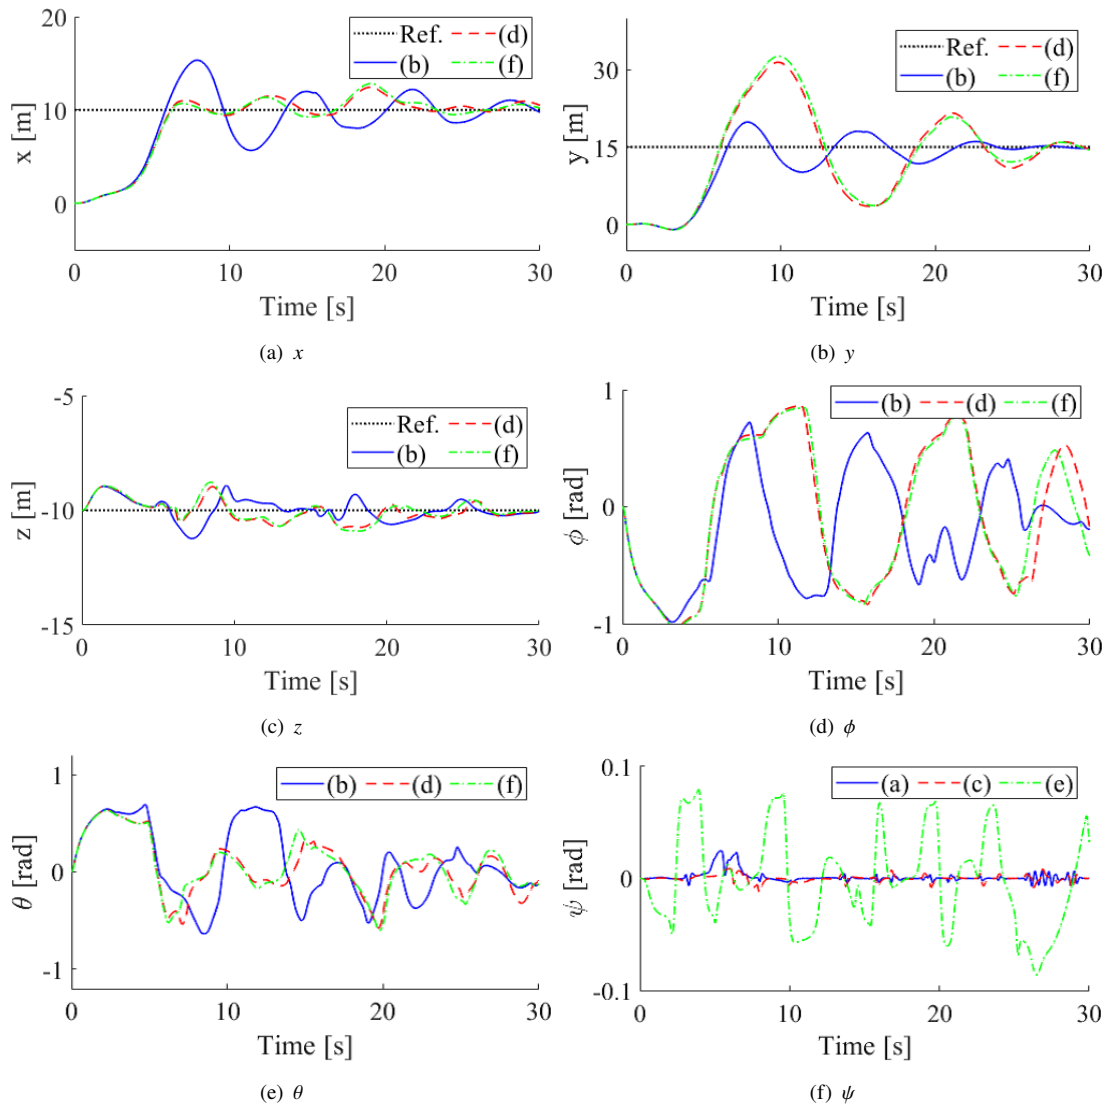 20
10
0
x [m]
0 10 20 30
Time [s]
Ref. (d)
(b) (f)
(a) x
30
15
0
y [m]
0 10 20 30
Time [s]
Ref. (d)
(b) (f)
(b) y
-5
-10
-15
z [m]
0 10 20 30
Time [s]
Ref. (d)
(b) (f)
(c) z
1
0
-1
ϕ [rad]
0 10 20 30
Time [s]
(b) (d) (f)
(d) ϕ
1
0
-1
θ [rad]
0 10 20 30
Time [s]
(b) (d) (f)
(e) θ
0.1
0
-0.1
ψ [rad]
0 10 20 30
Time [s]
(a) (c) (e)
(f) ψ